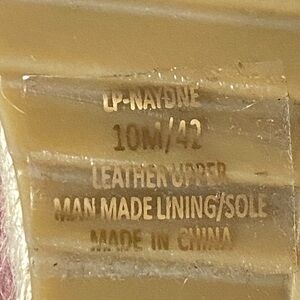 LP-NAYDNE
10M/42
LEATHER UPPER
MAN MADE LINING/SOLE
MADE IN CHINA